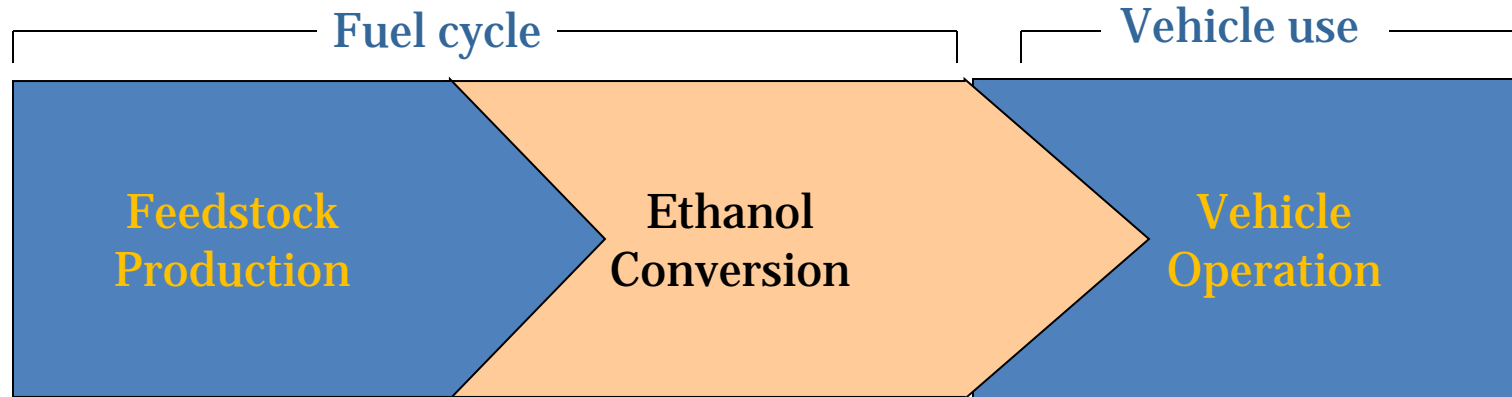 Fuel cycle
Vehicle use
Feedstock
Production
Ethanol
Conversion
Vehicle
Operation